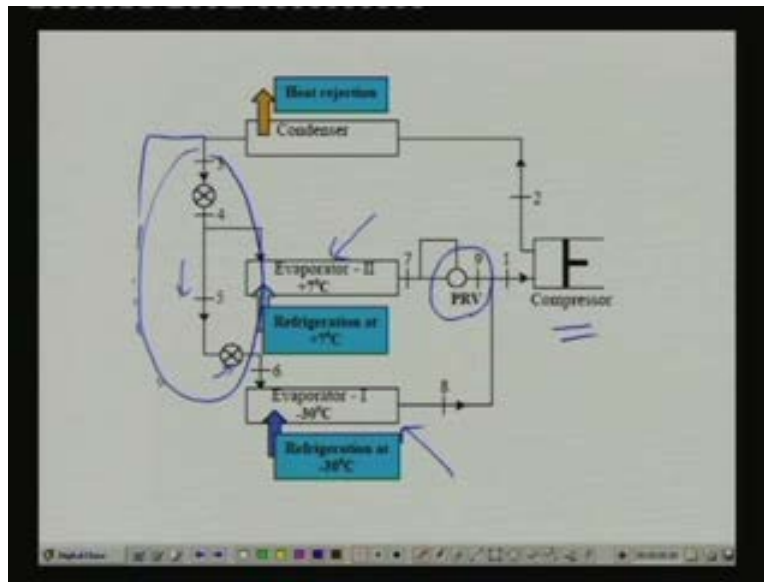 Heat rejection
Condenser
3
4
2
Evaporator - II
+7°C
7
9
1
PRV
Compressor
5
Refrigeration at
+7°C
6
Evaporator - I
-30°C
8
Refrigeration at
-30°C